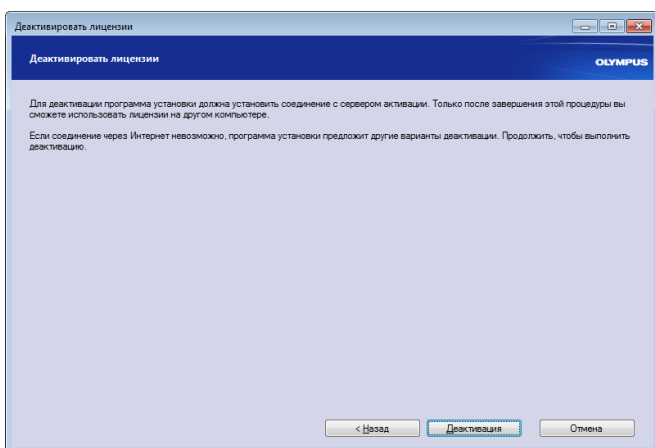 Деактивировать лицензии
Деактивировать лицензии
OLYMPUS
Для деактивации программа установки должна установить соединение с сервером активации. Только после завершения этой процедуры вы
сможете использовать лицензии на другом компьютере.
Если соединение через Интернет невозможно, программа установки предложит другие варианты деактивации. Продолжить, чтобы выполнить
деактивацию.
< Назад Деактивация Отмена